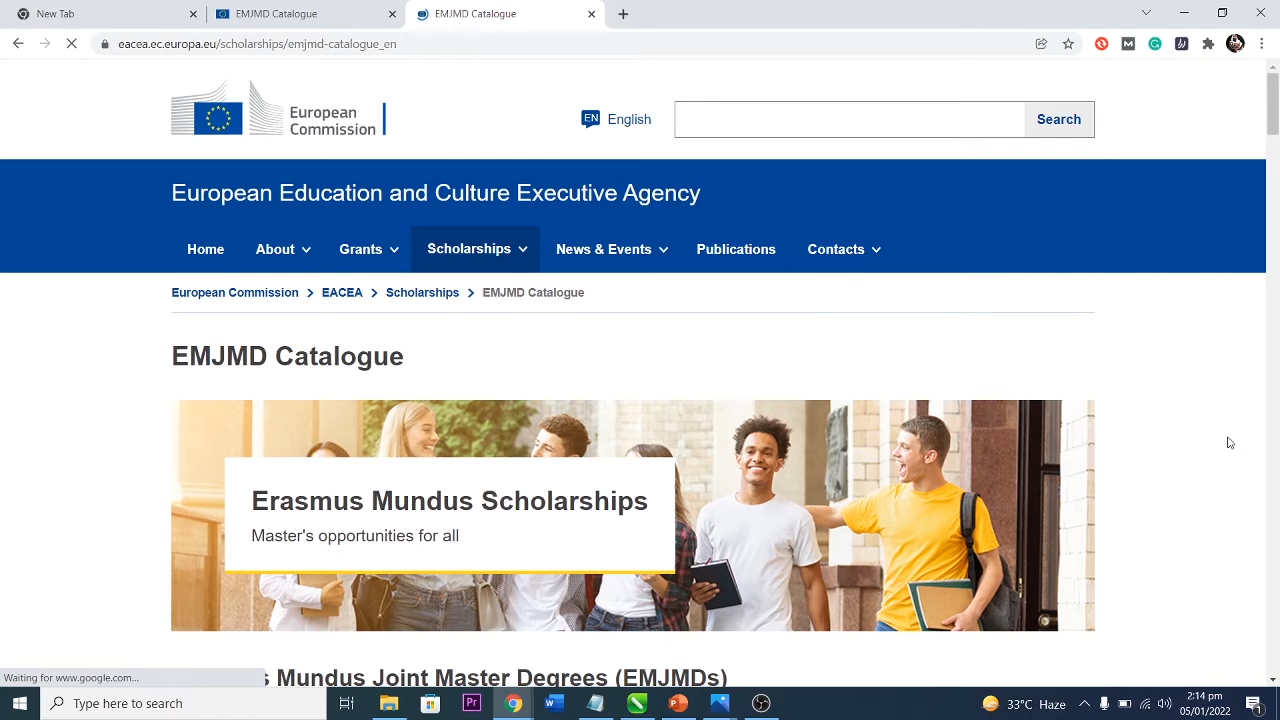 New Tab
EMJMD Catalogue
EMJMD Catalogue
eacea.ec.europa.eu/scholarships/emjmd-catalogue_en
M
European
Commission
EN
English
Search
European Education and Culture Executive Agency
Home
About
Grants
Scholarships
News & Events
Publications
Contacts
European Commission
EACEA
Scholarships
EMJMD Catalogue
EMJMD Catalogue
Erasmus Mundus Scholarships
Master's opportunities for all
s Mundus Joint Master Degrees (EMJMDs)
Waiting for www.google.com...
Type here to search
Pr
33°C Haze
2:14 pm
05/01/2022